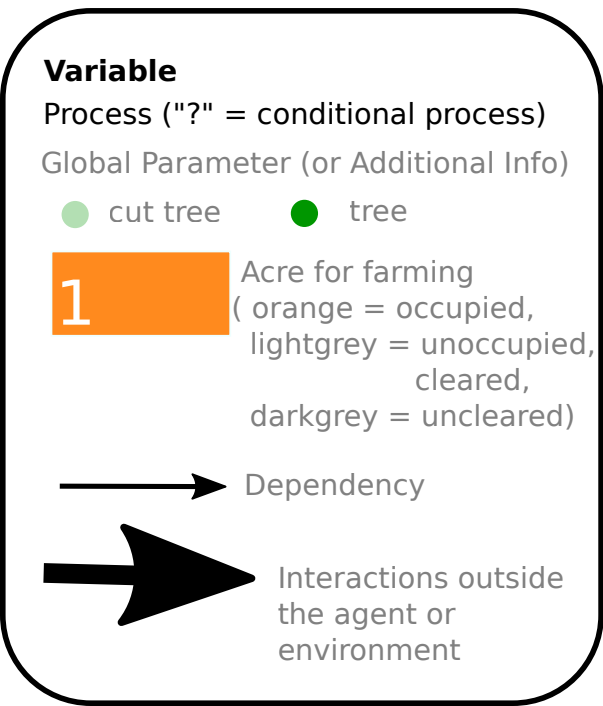 Variable
Process ("?" = conditional process)
Global Parameter (or Additional Info)
cut tree tree
1
Acre for farming
( orange = occupied,
lightgrey = unoccupied,
cleared,
darkgrey = uncleared)
Dependency
Interactions outside
the agent or
environment